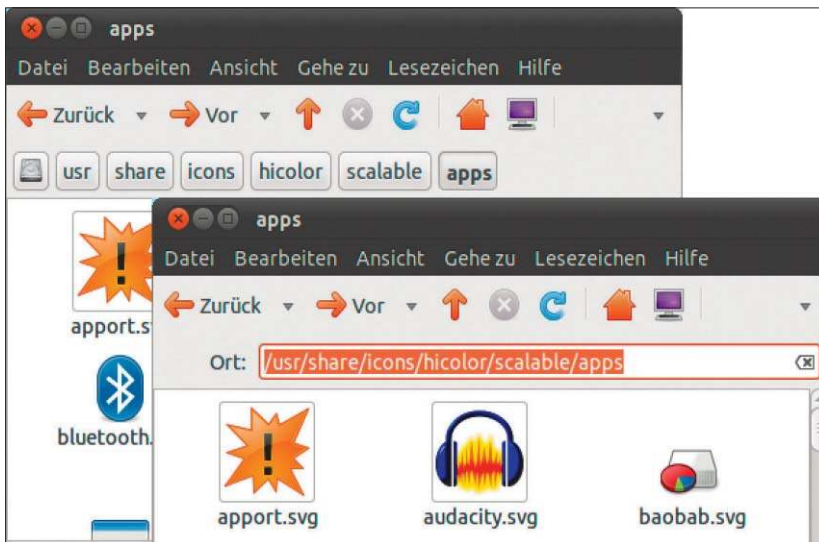 apps
Datei Bearbeiten Ansicht Gehe zu Lesezeichen Hilfe
Zurück Vor
usr share icons hicolor scalable apps
apport.s
bluetooth.
apps
Datei Bearbeiten Ansicht Gehe zu Lesezeichen Hilfe
Zurück Vor
Ort: /usr/share/icons/hicolor/scalable/apps
apport.svg audacity.svg baobab.svg